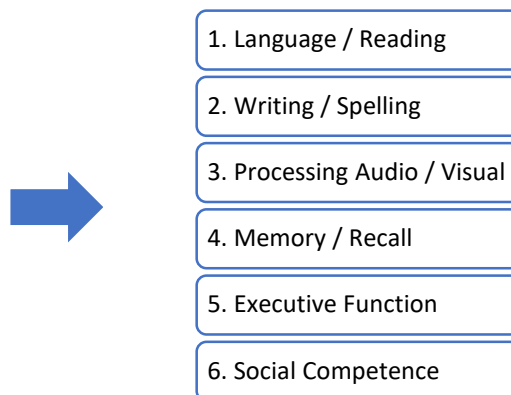 1. Language / Reading
2. Writing / Spelling
3. Processing Audio / Visual
4. Memory / Recall
5. Executive Function
6. Social Competence